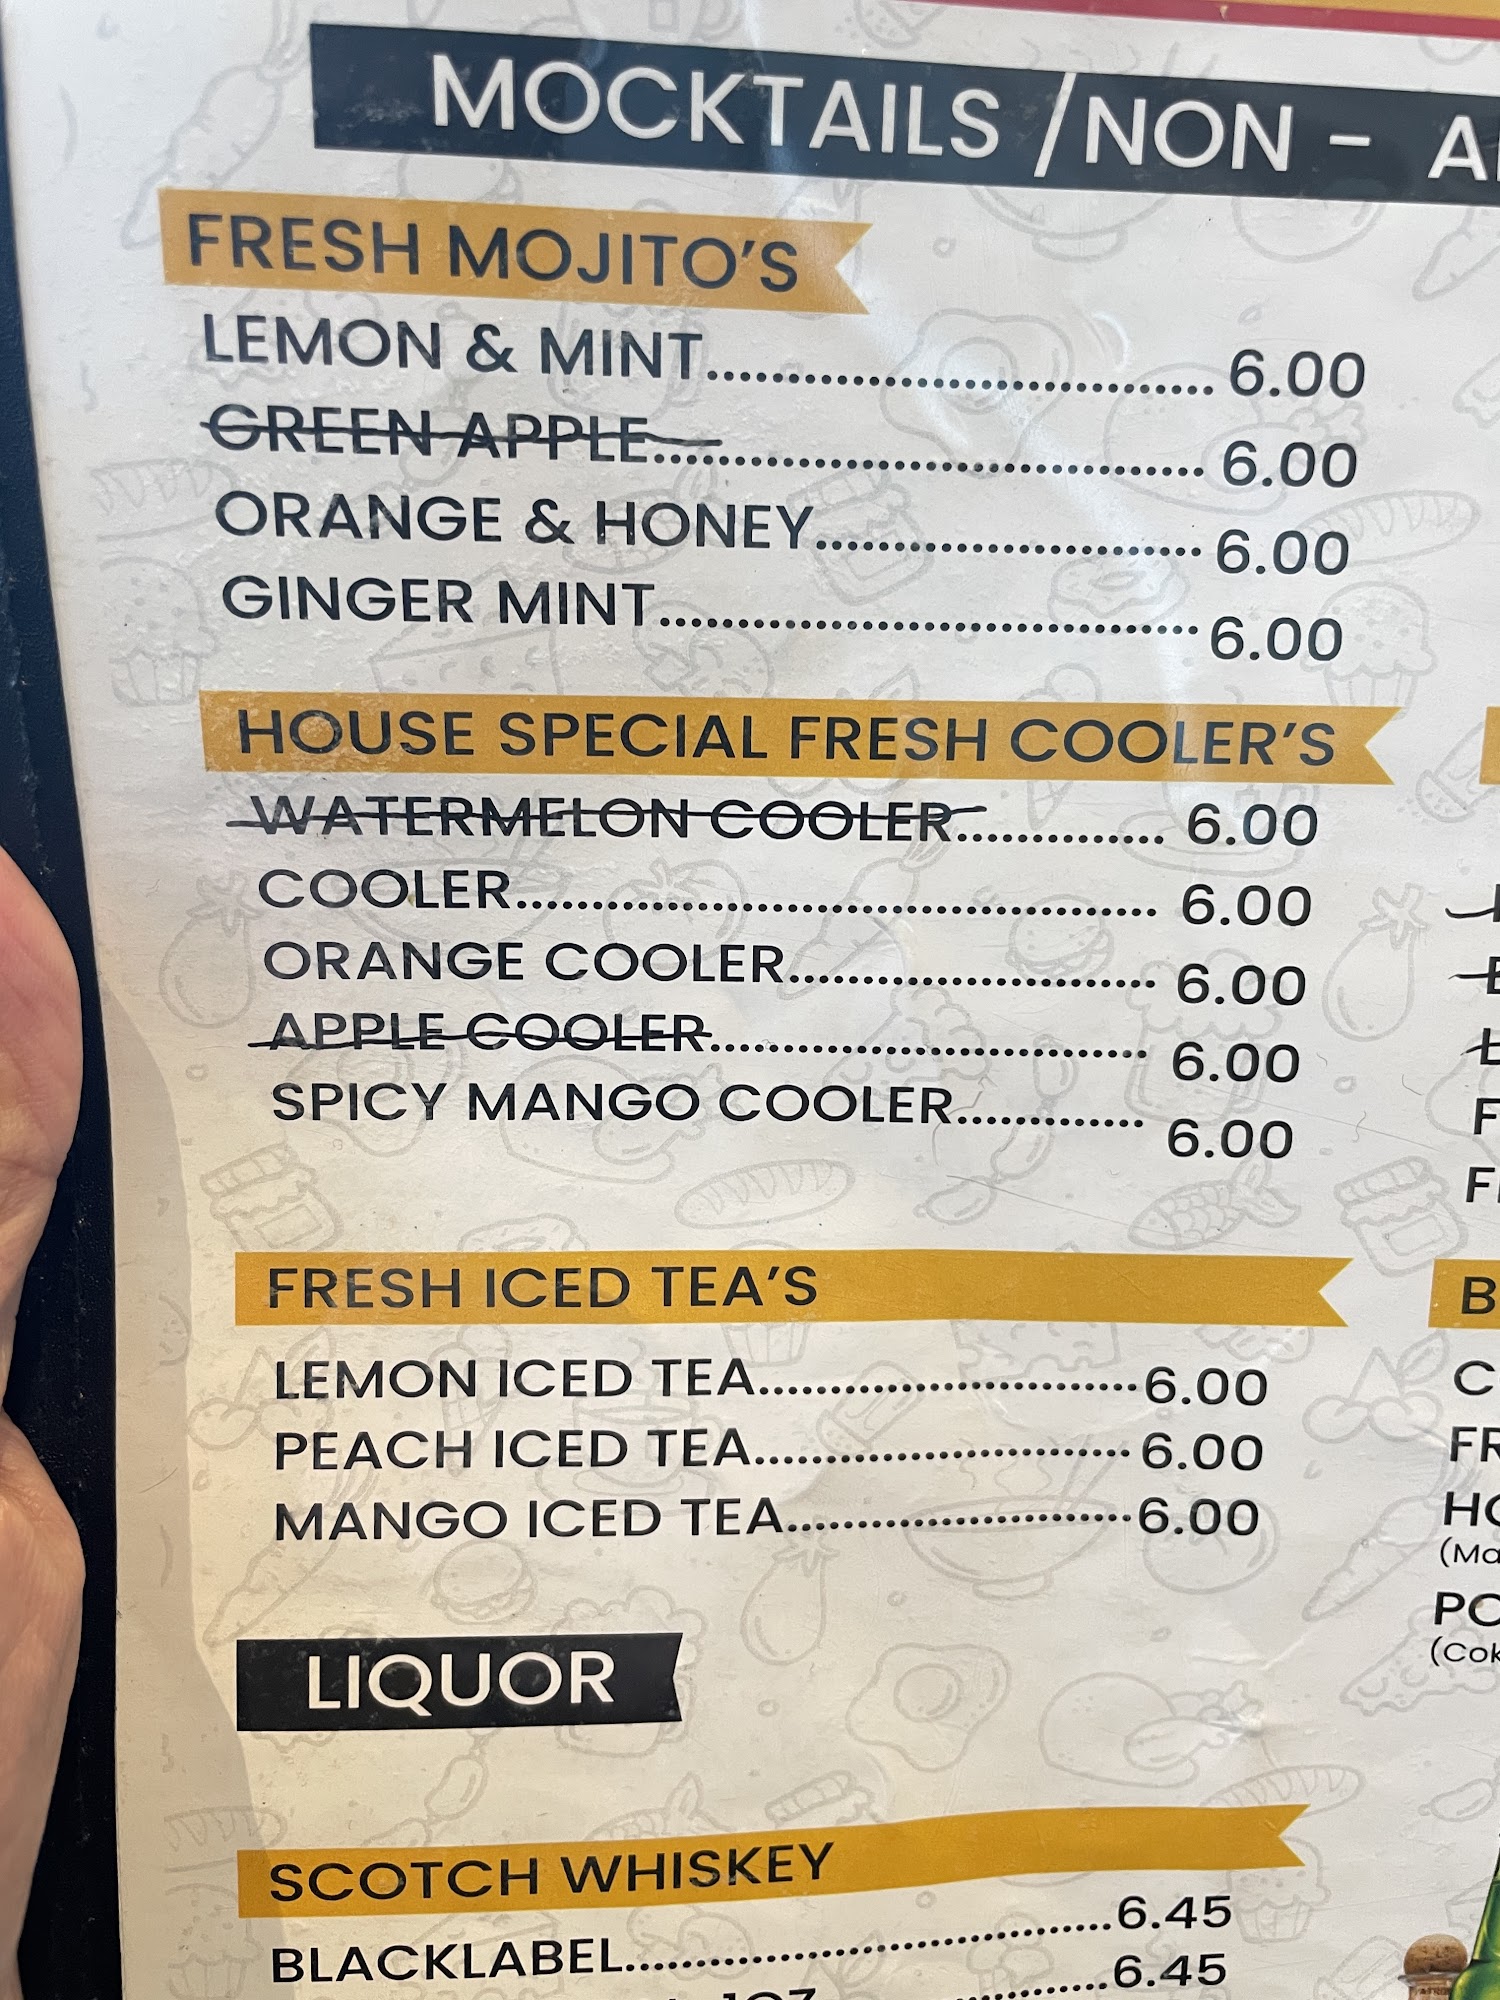 MOCKTAILS / NON -
FRESH MOJITO'S
LEMON & MINT 6.00
GREEN APPLE 6.00
ORANGE & HONEY 6.00
GINGER MINT 6.00
HOUSE SPECIAL FRESH COOLER'S
WATERMELON COOLER 6.00
COOLER 6.00
ORANGE COOLER 6.00
APPLE COOLER 6.00
SPICY MANGO COOLER 6.00
FRESH ICED TEA'S
LEMON ICED TEA 6.00
PEACH ICED TEA 6.00
MANGO ICED TEA 6.00
LIQUOR
SCOTCH WHISKEY
BLACKLABEL 6.45
6.45